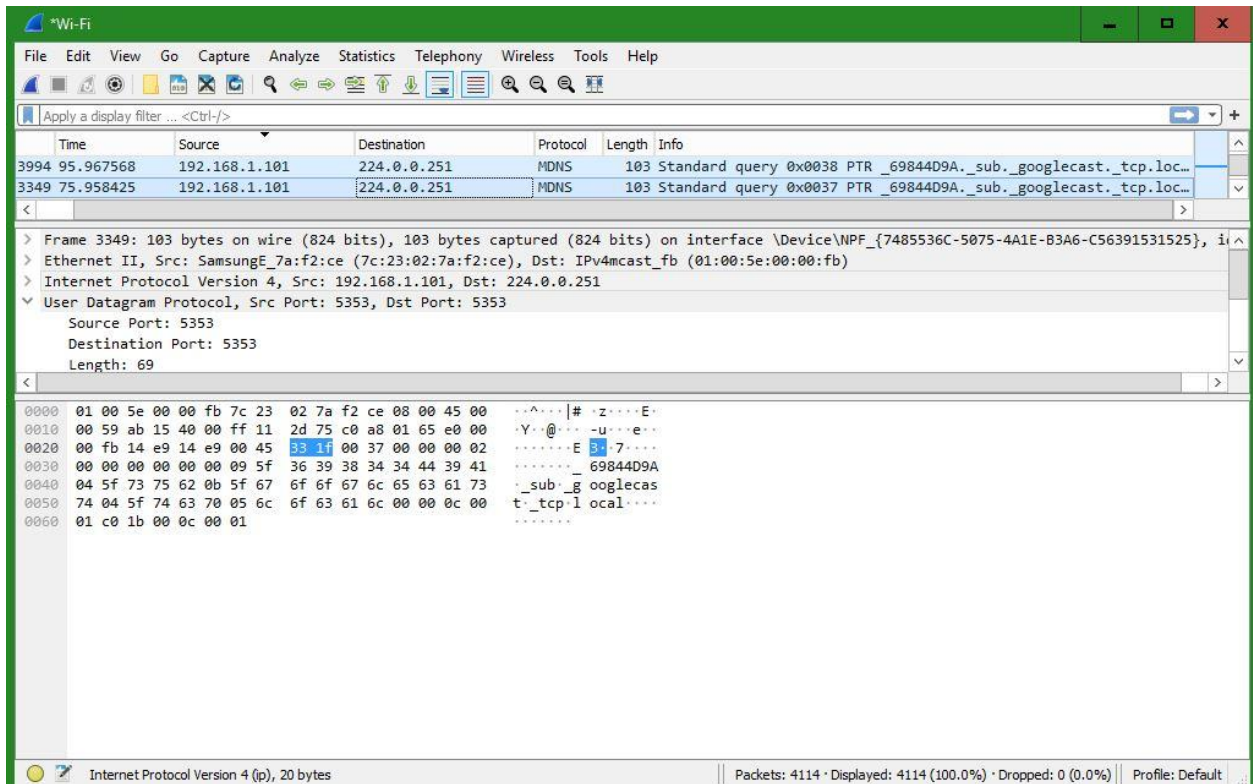 *Wi-Fi
File Edit View Go Capture Analyze Statistics Telephony Wireless Tools Help
Apply a display filter ... <Ctrl-/>
Time Source Destination Protocol Length Info
3994 95.967568 192.168.1.101 224.0.0.251 MDNS 103 Standard query 0x0038 PTR _69844D9A._sub._googlecast._tcp.loc…
3349 75.958425 192.168.1.101 224.0.0.251 MDNS 103 Standard query 0x0037 PTR _69844D9A._sub._googlecast._tcp.loc…
> Frame 3349: 103 bytes on wire (824 bits), 103 bytes captured (824 bits) on interface \Device\NPF_{7485536C-5075-4A1E-B3A6-C56391531525}, i
> Ethernet II, Src: SamsungE_7a:f2:ce (7c:23:02:7a:f2:ce), Dst: IPv4mcast_fb (01:00:5e:00:00:fb)
> Internet Protocol Version 4, Src: 192.168.1.101, Dst: 224.0.0.251
User Datagram Protocol, Src Port: 5353, Dst Port: 5353
Source Port: 5353
Destination Port: 5353
Length: 69
0000 01 00 5e 00 00 fb 7c 23 02 7a f2 ce 08 00 45 00 ··^···|# ·z····E·
0010 00 59 ab 15 40 00 ff 11 2d 75 c0 a8 01 65 e0 00 ·Y··@··· -u···e··
0020 00 fb 14 e9 14 e9 00 45 33 1f 00 37 00 00 00 02 ·······E 3··7····
0030 00 00 00 00 00 00 09 5f 36 39 38 34 34 44 39 41 ·······_ 69844D9A
0040 04 5f 73 75 62 0b 5f 67 6f 6f 67 6c 65 63 61 73 ·_sub·_g ooglecas
0050 74 04 5f 74 63 70 05 6c 6f 63 61 6c 00 00 0c 00 t·_tcp·l ocal····
0060 01 c0 1b 00 0c 00 01 ·······
Internet Protocol Version 4 (ip), 20 bytes Packets: 4114 · Displayed: 4114 (100.0%) · Dropped: 0 (0.0%) Profile: Default